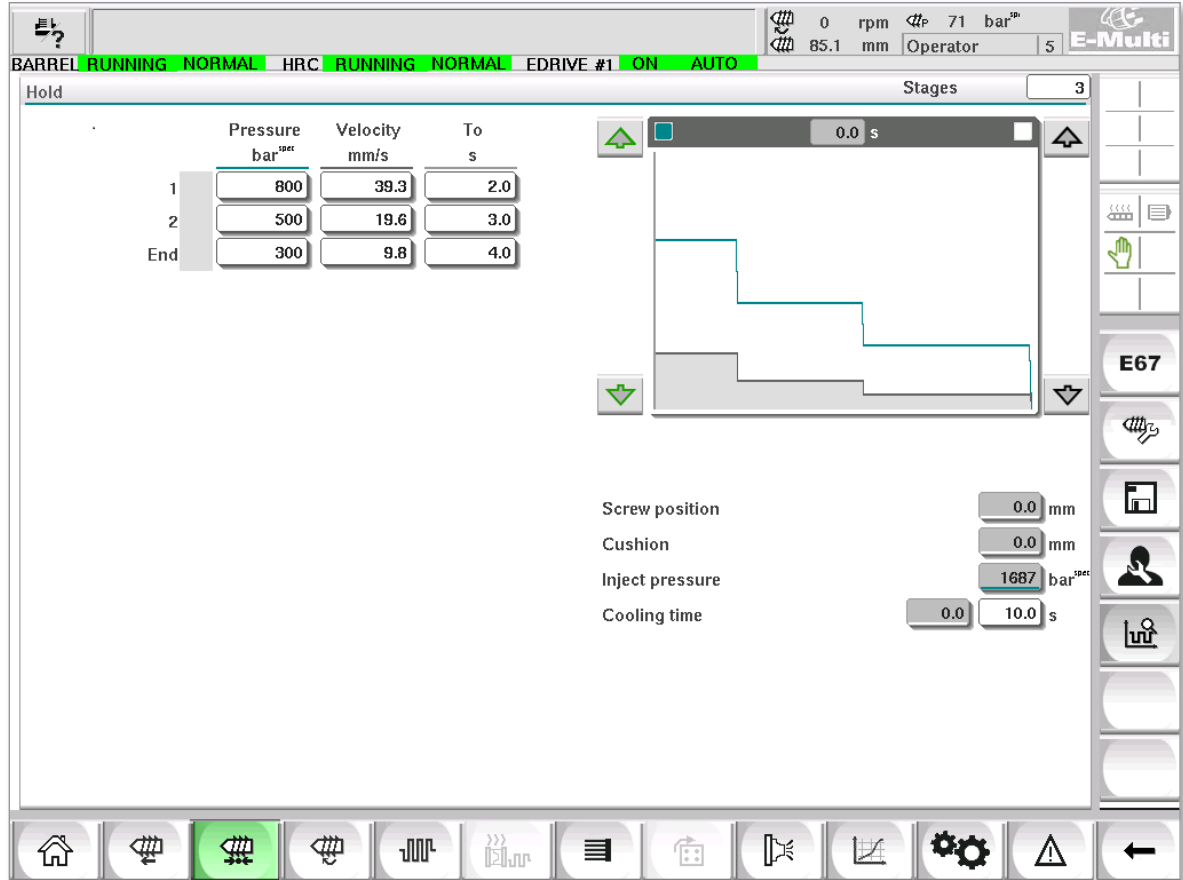 0 rpm P 71 bar spe
85.1 mm Operator 5
E-Multi
BARREL RUNNING NORMAL HRC RUNNING NORMAL EDRIVE #1 ON AUTO
Hold Stages 3
Pressure Velocity To
bar spec mm/s s
1 800 39.3 2.0
2 500 19.6 3.0
End 300 9.8 4.0
0.0 s
E67
Screw position 0.0 mm
Cushion 0.0 mm
Inject pressure 1687 bar spec
Cooling time 0.0 10.0 s